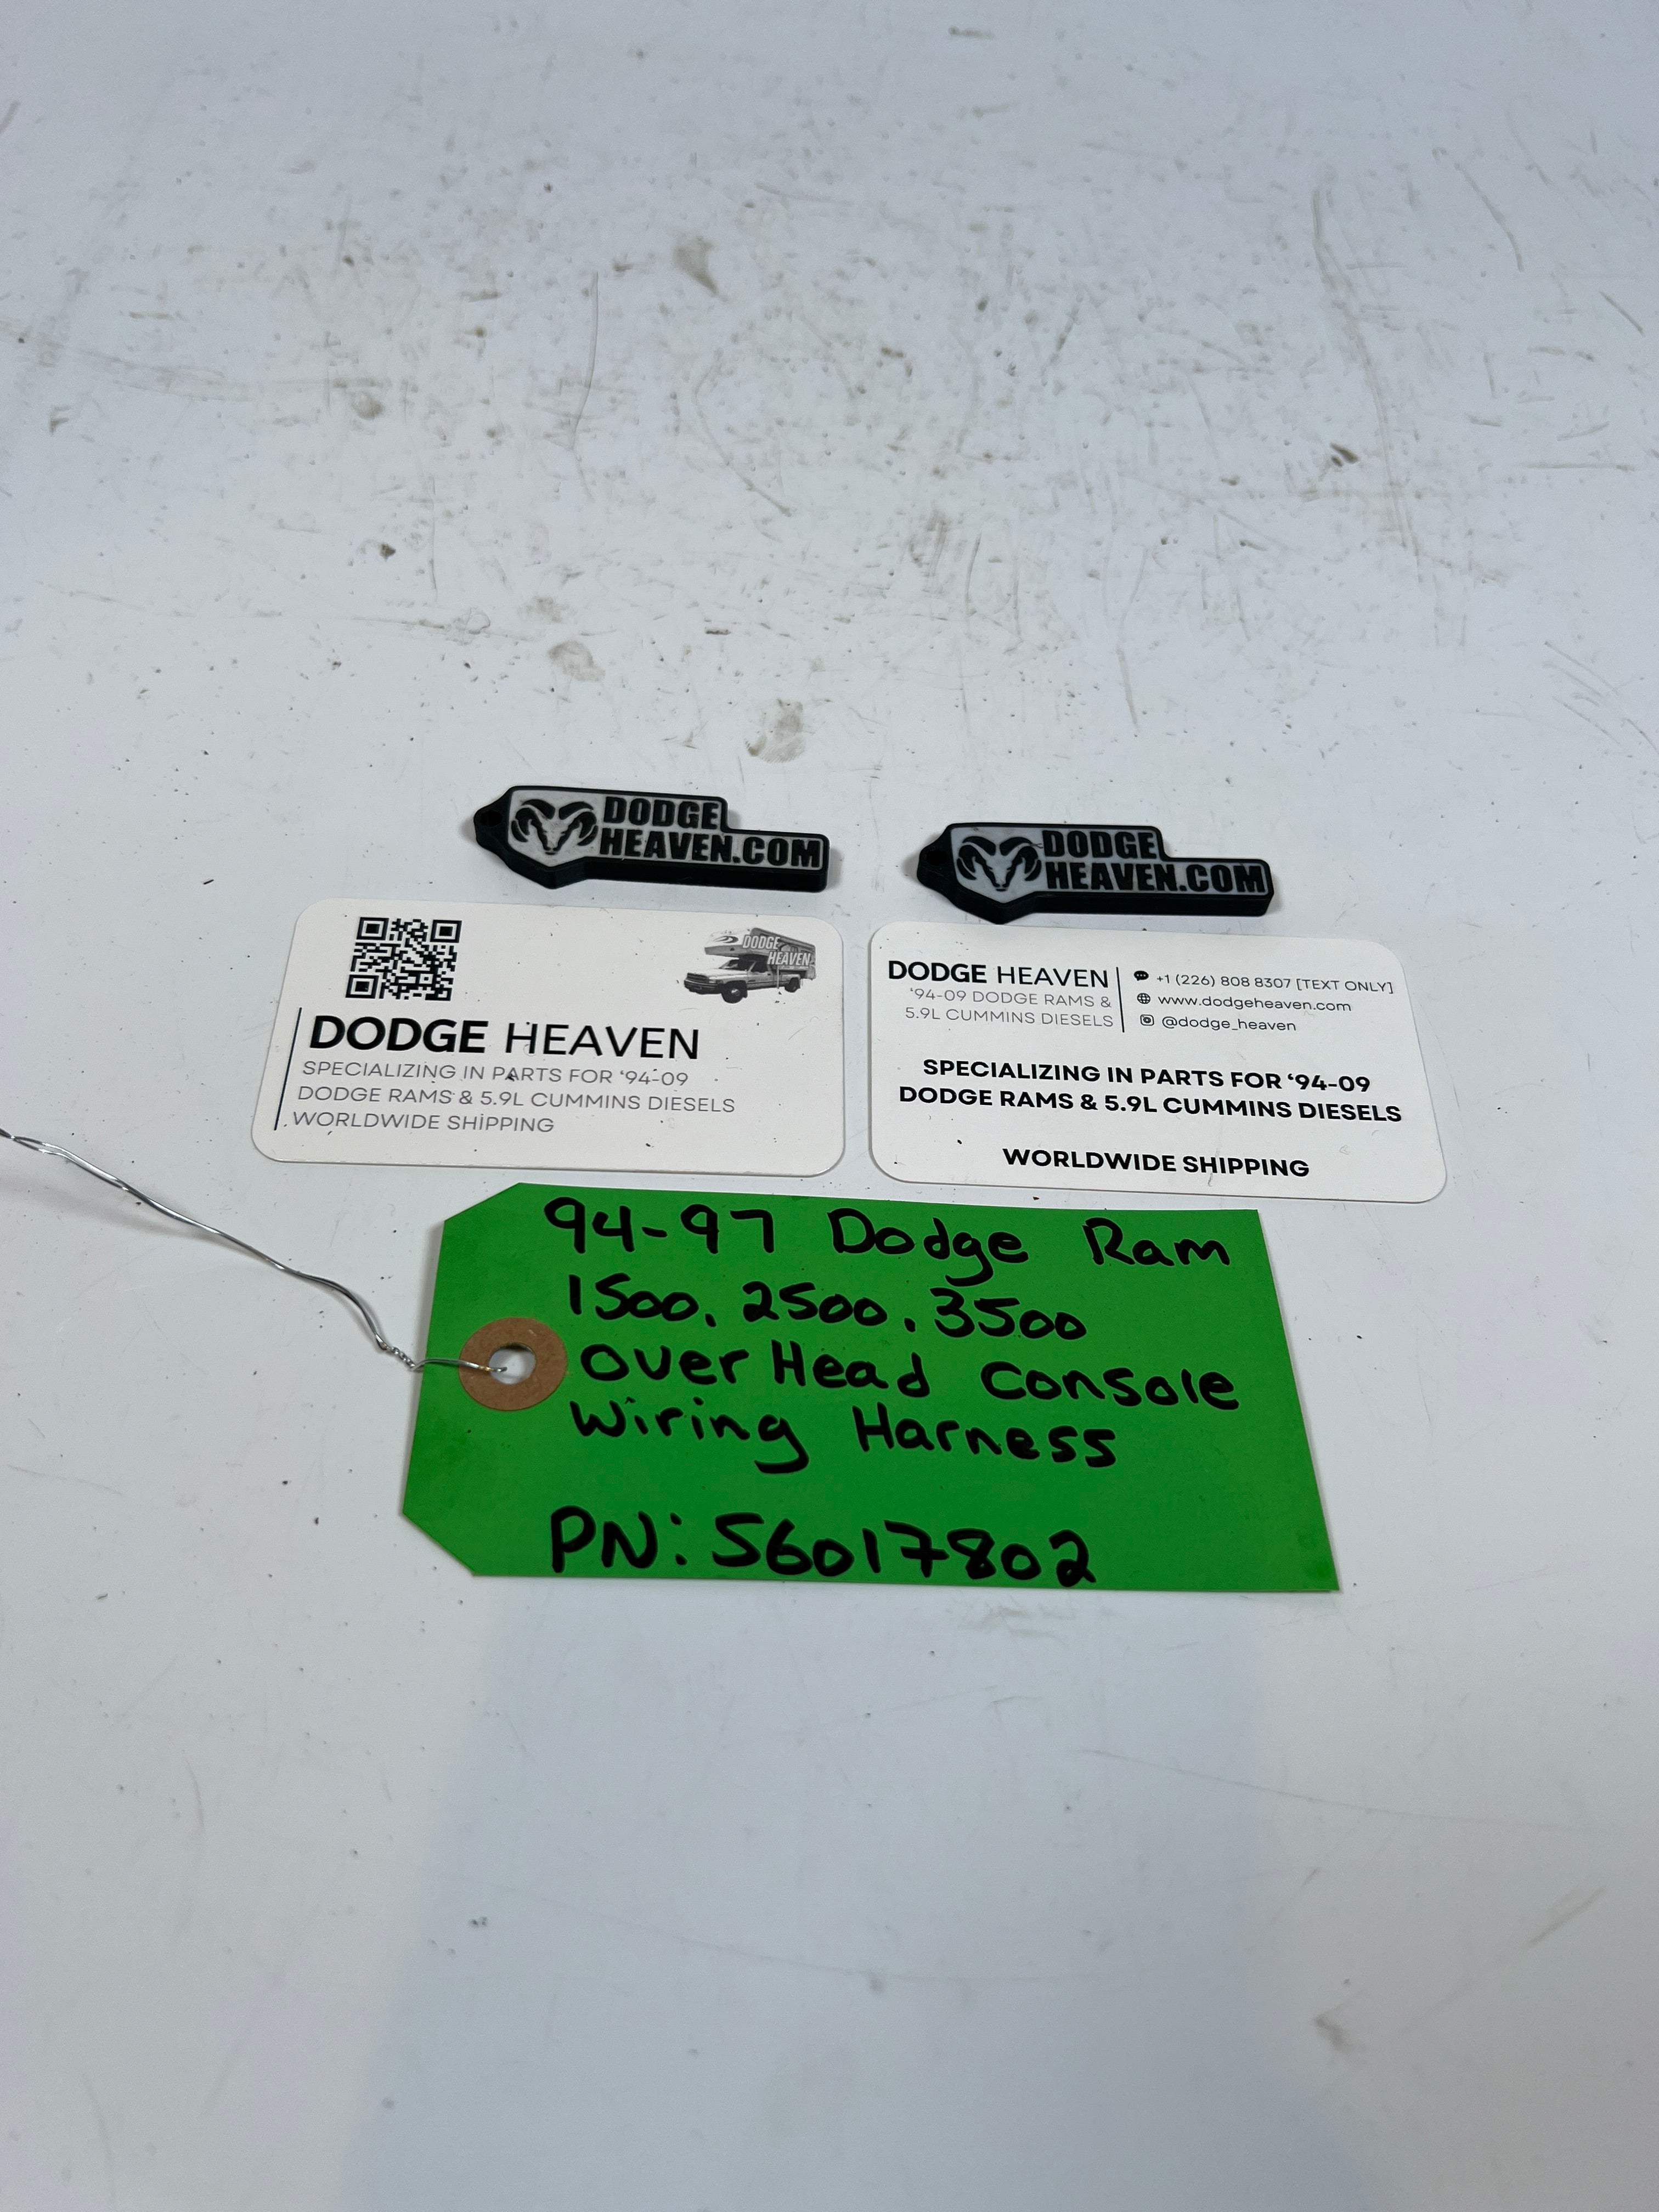 DODGE
HEAVEN.COM
DODGE
HEAVEN.COM
DODGE
HEAVEN
DODGE HEAVEN
SPECIALIZING IN PARTS FOR ‘94-09
DODGE RAMS & 5.9L CUMMINS DIESELS
WORLDWIDE SHIPPING
DODGE HEAVEN
‘94-09 DODGE RAMS &
5.9L CUMMINS DIESELS
+1 (226) 808 8307 [TEXT ONLY]
www.dodgeheaven.com
@dodge_heaven
SPECIALIZING IN PARTS FOR ‘94-09
DODGE RAMS & 5.9L CUMMINS DIESELS
WORLDWIDE SHIPPING
94-97 Dodge Ram
1500, 2500, 3500
OverHead Console
Wiring Harness
PN: 56017802